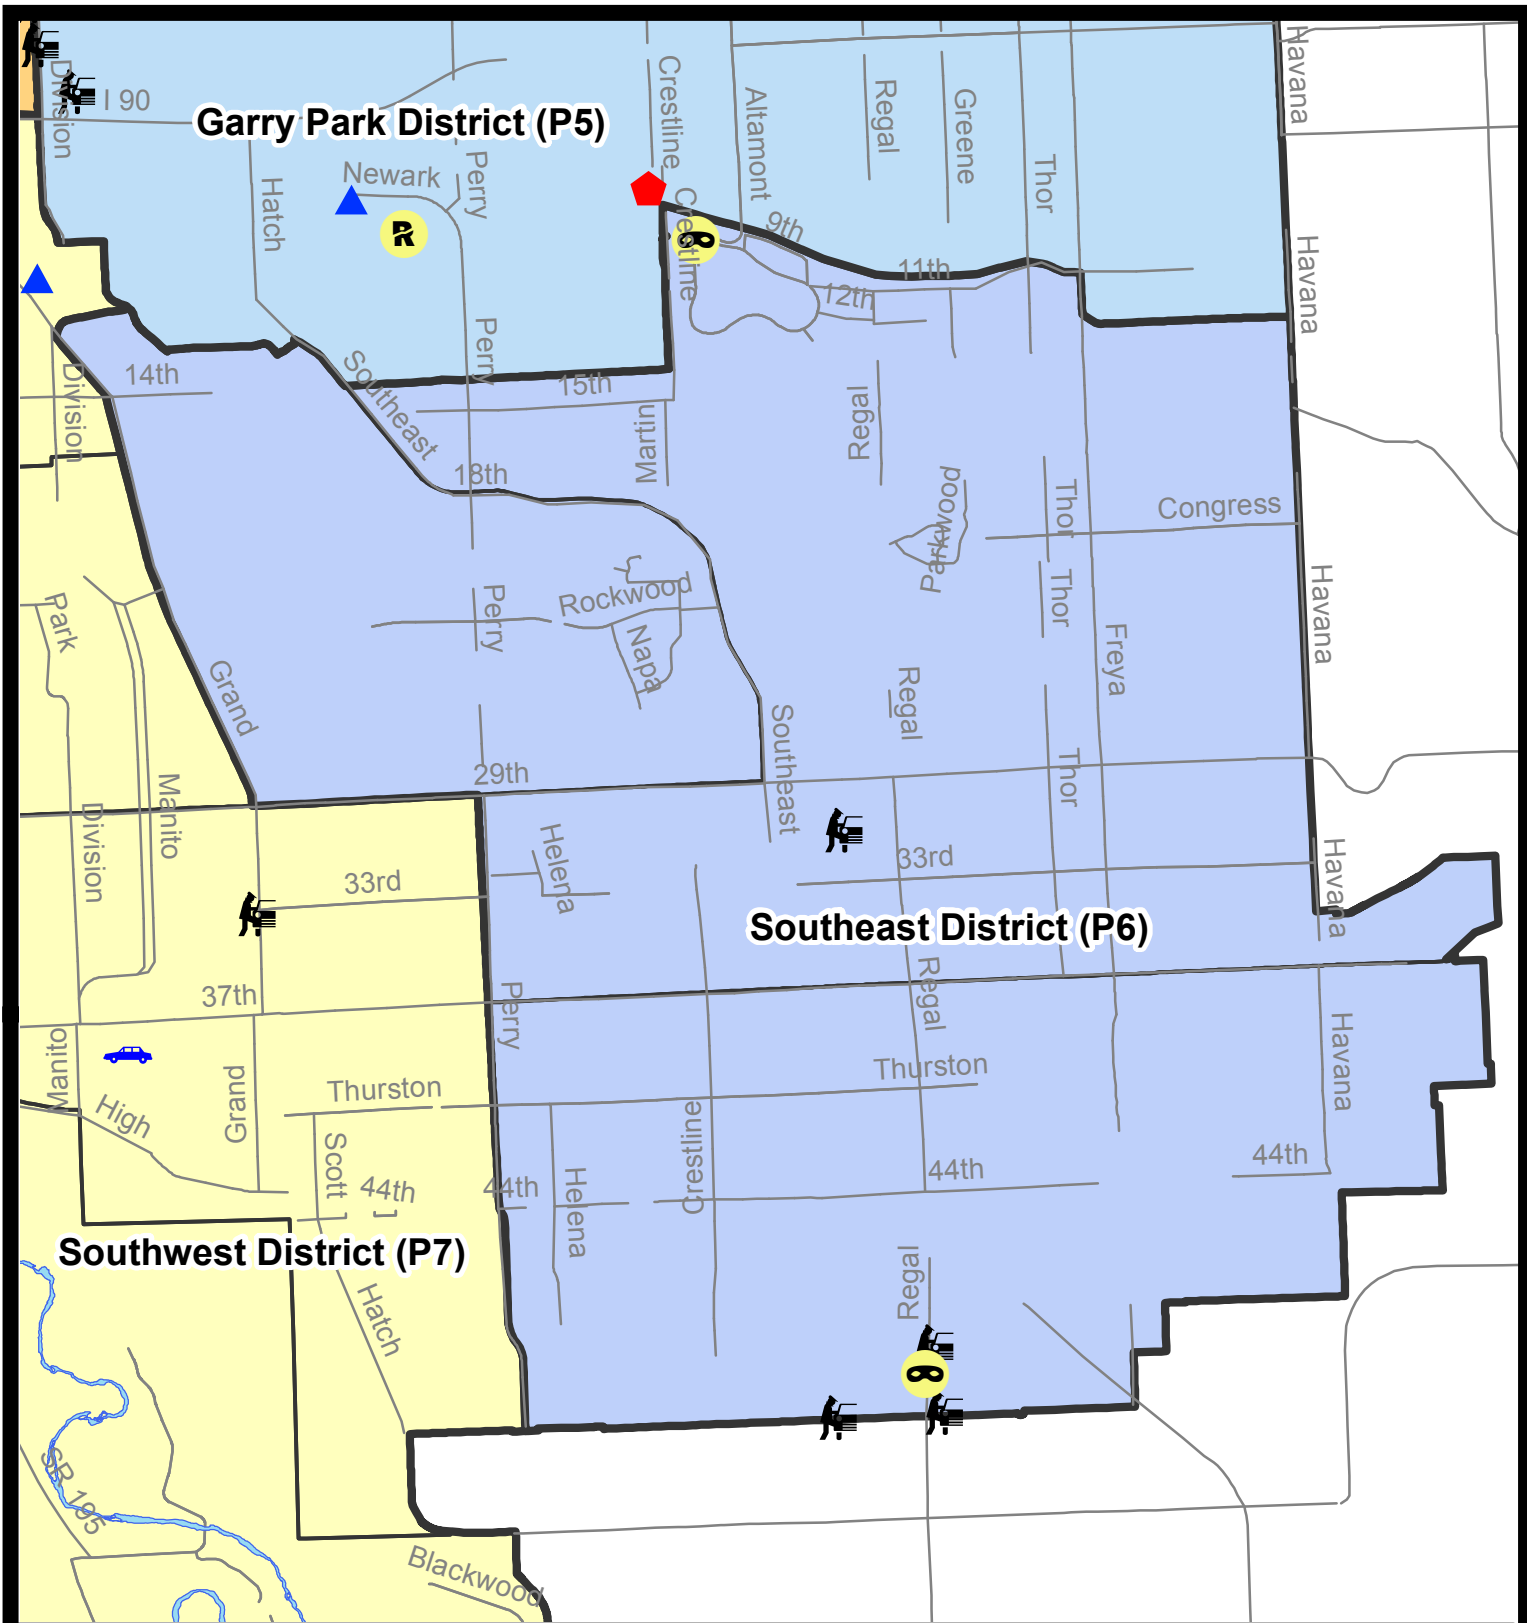 Havana
Division
I 90
Garry Park District (P5)
Crestline
Altamont
Regal
Greene
Thor
Perry
Newark
Hatch
R
Crestline
9th
Havana
11th
12th
Perry
Southeast
14th
Division
15th
Martin
Regal
18th
Parkwood
Thor
Congress
Park
Perry
Rockwood
Napa
Thor
Havana
Freya
Grand
Regal
Southeast
29th
Thor
Manito
Division
Helena
33rd
33rd
Havana
Southeast District (P6)
Regal
37th
Perry
Manito
Havana
Grand
Thurston
Thurston
High
Scott
Crestline
44th
44th
Helena
44th
44th
Southwest District (P7)
Regal
Hatch
SR 195
Blackwood